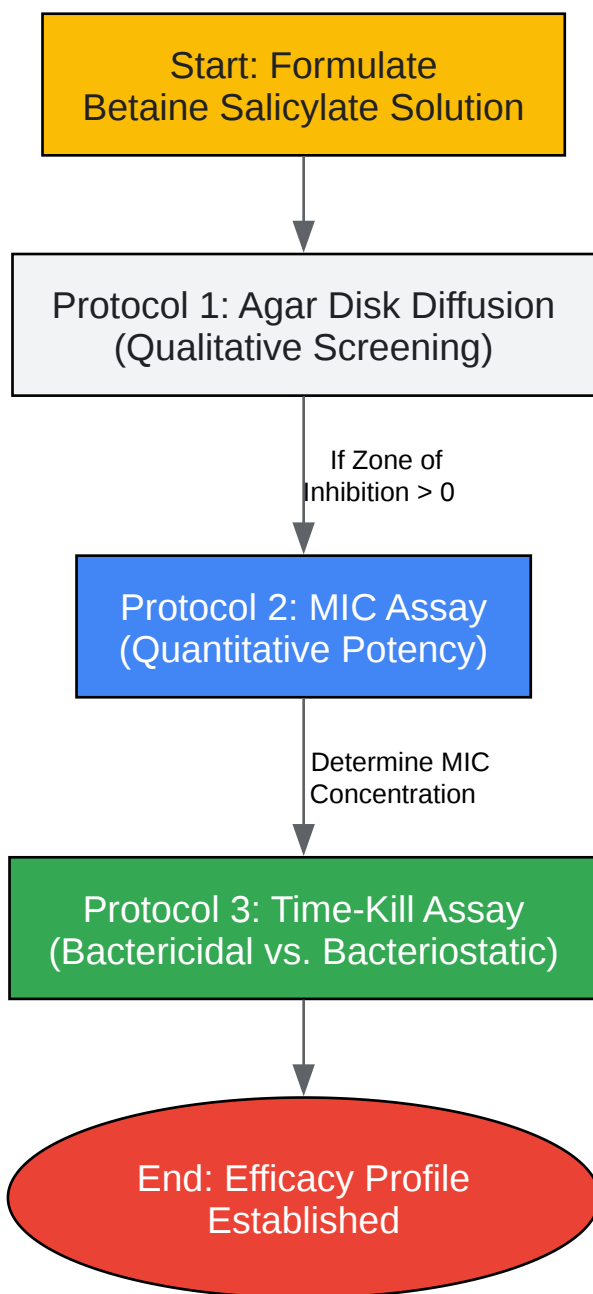 Start: Formulate
Betaine Salicylate Solution
Protocol 1: Agar Disk Diffusion
(Qualitative Screening)
If Zone of
Inhibition > 0
Protocol 2: MIC Assay
(Quantitative Potency)
Determine MIC
Concentration
Protocol 3: Time-Kill Assay
(Bactericidal vs. Bacteriostatic)
End: Efficacy Profile
Established